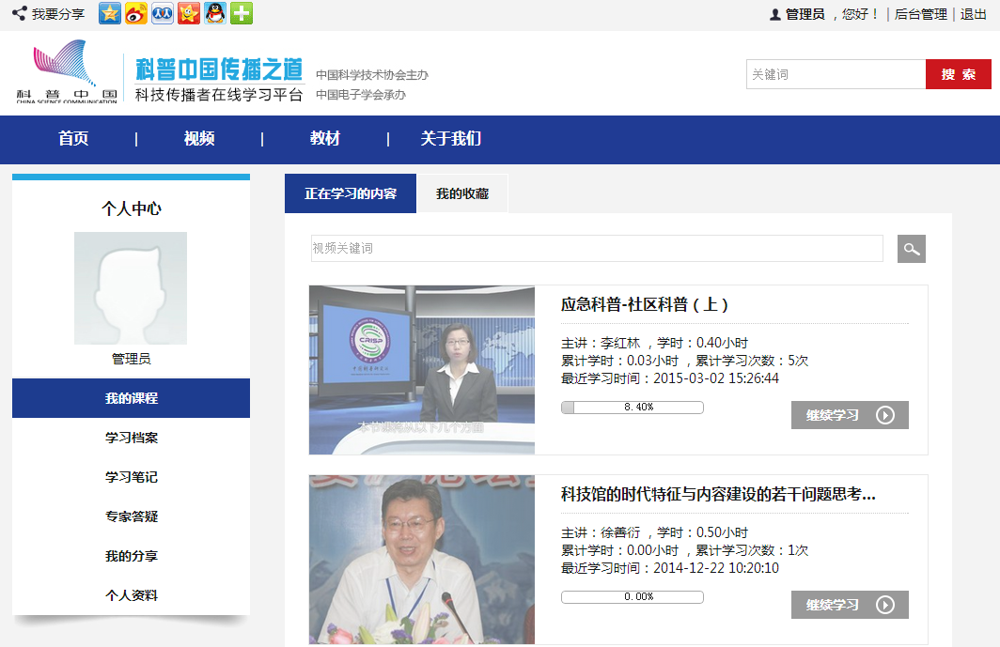 我要分享
管理员 ，您好！ | 后台管理 | 退出
科普中国
CHINA SCIENCE COMMUNICATION
科普中国传播之道
科技传播者在线学习平台
中国科学技术协会主办
中国电子学会承办
关键词
搜 索
首页 | 视频 | 教材 | 关于我们
个人中心
管理员
我的课程
学习档案
学习笔记
专家答疑
我的分享
个人资料
正在学习的内容
我的收藏
视频关键词
CRISP
本节课将从以下几个方面
应急科普-社区科普（上）
主讲：李红林 ，学时：0.40小时
累计学时：0.03小时 ，累计学习次数：5次
最近学习时间：2015-03-02 15:26:44
8.40%
继续学习
科技馆的时代特征与内容建设的若干问题思考...
主讲：徐善衍 ，学时：0.50小时
累计学时：0.00小时 ，累计学习次数：1次
最近学习时间：2014-12-22 10:20:10
0.00%
继续学习